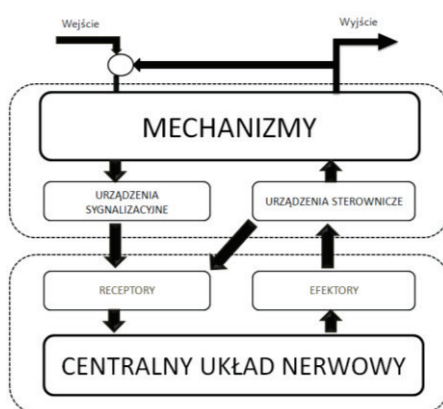 Wejście
Wyjście
MECHANIZMY
URZĄDZENIA
SYGNALIZACYJNE
URZĄDZENIA STEROWNICZE
RECEPTORY
EFEKTORY
CENTRALNY UKŁAD NERWOWY